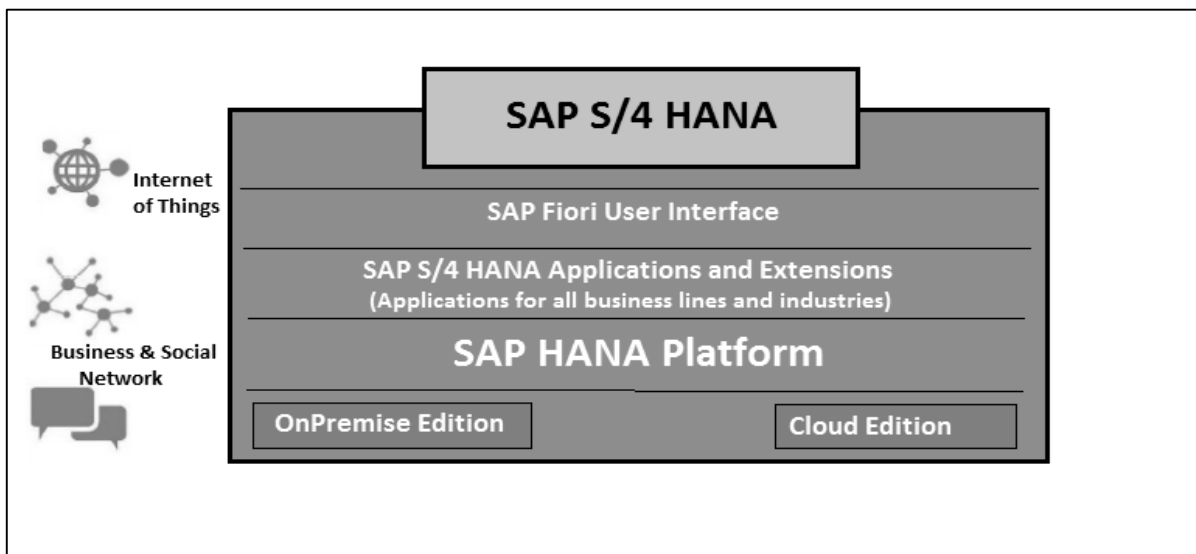 SAP S/4 HANA
Internet
of Things
SAP Fiori User Interface
SAP S/4 HANA Applications and Extensions
(Applications for all business lines and industries)
Business & Social
Network
SAP HANA Platform
OnPremise Edition
Cloud Edition